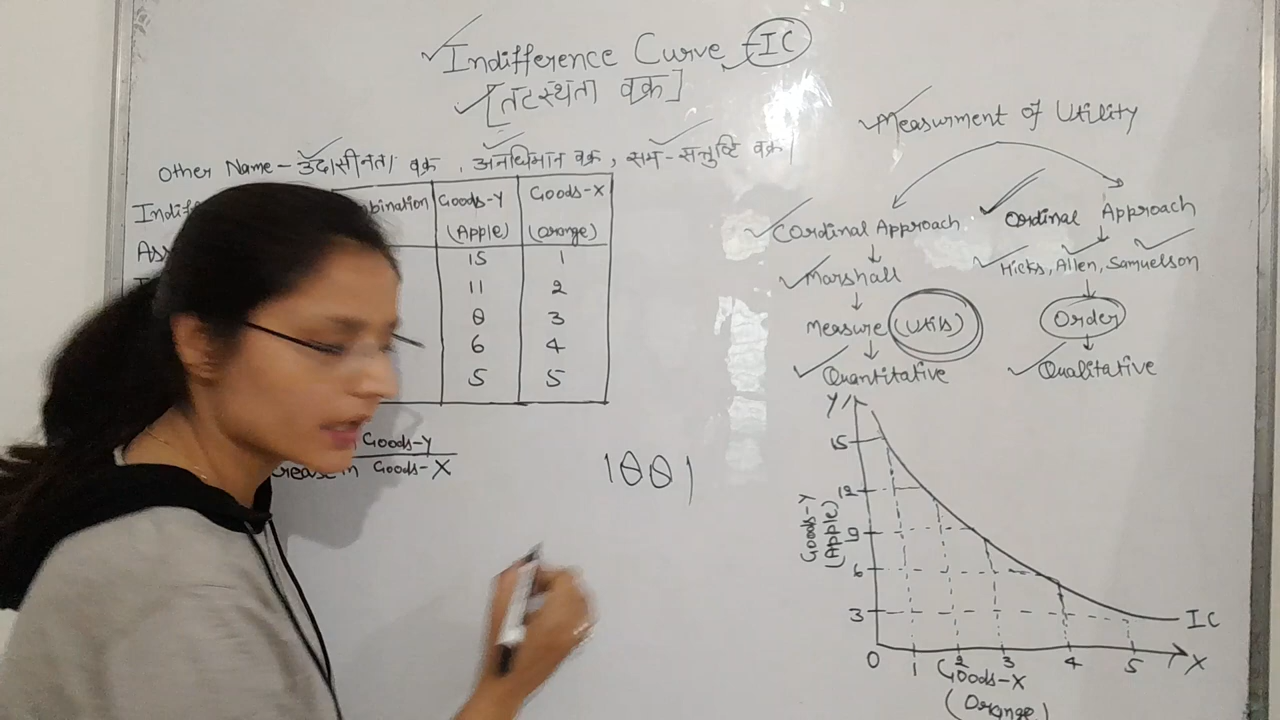 Indifference Curve - IC
[तटस्थता वक्र]
Other Name - उदासीनता वक्र , अनधिमान वक्र, सम-सन्तुष्टि वक्र
Indiff
Ass
bination Goods-Y Goods-X
(Apple) (orange)
15 1
11 2
8 3
6 4
5 5
Goods-Y
crease in Goods-X
1001
Measurment of Utility
Cardinal Approach
Marshall
Measure (Utils)
Quantitative
Ordinal Approach
Hicks, Allen, Samuelson
Order
Qualitative
Y
15
12
10
6
3
Goods-Y
(Apple)
IC
0 1 2 3 4 5 X
Goods-X
(Orange)